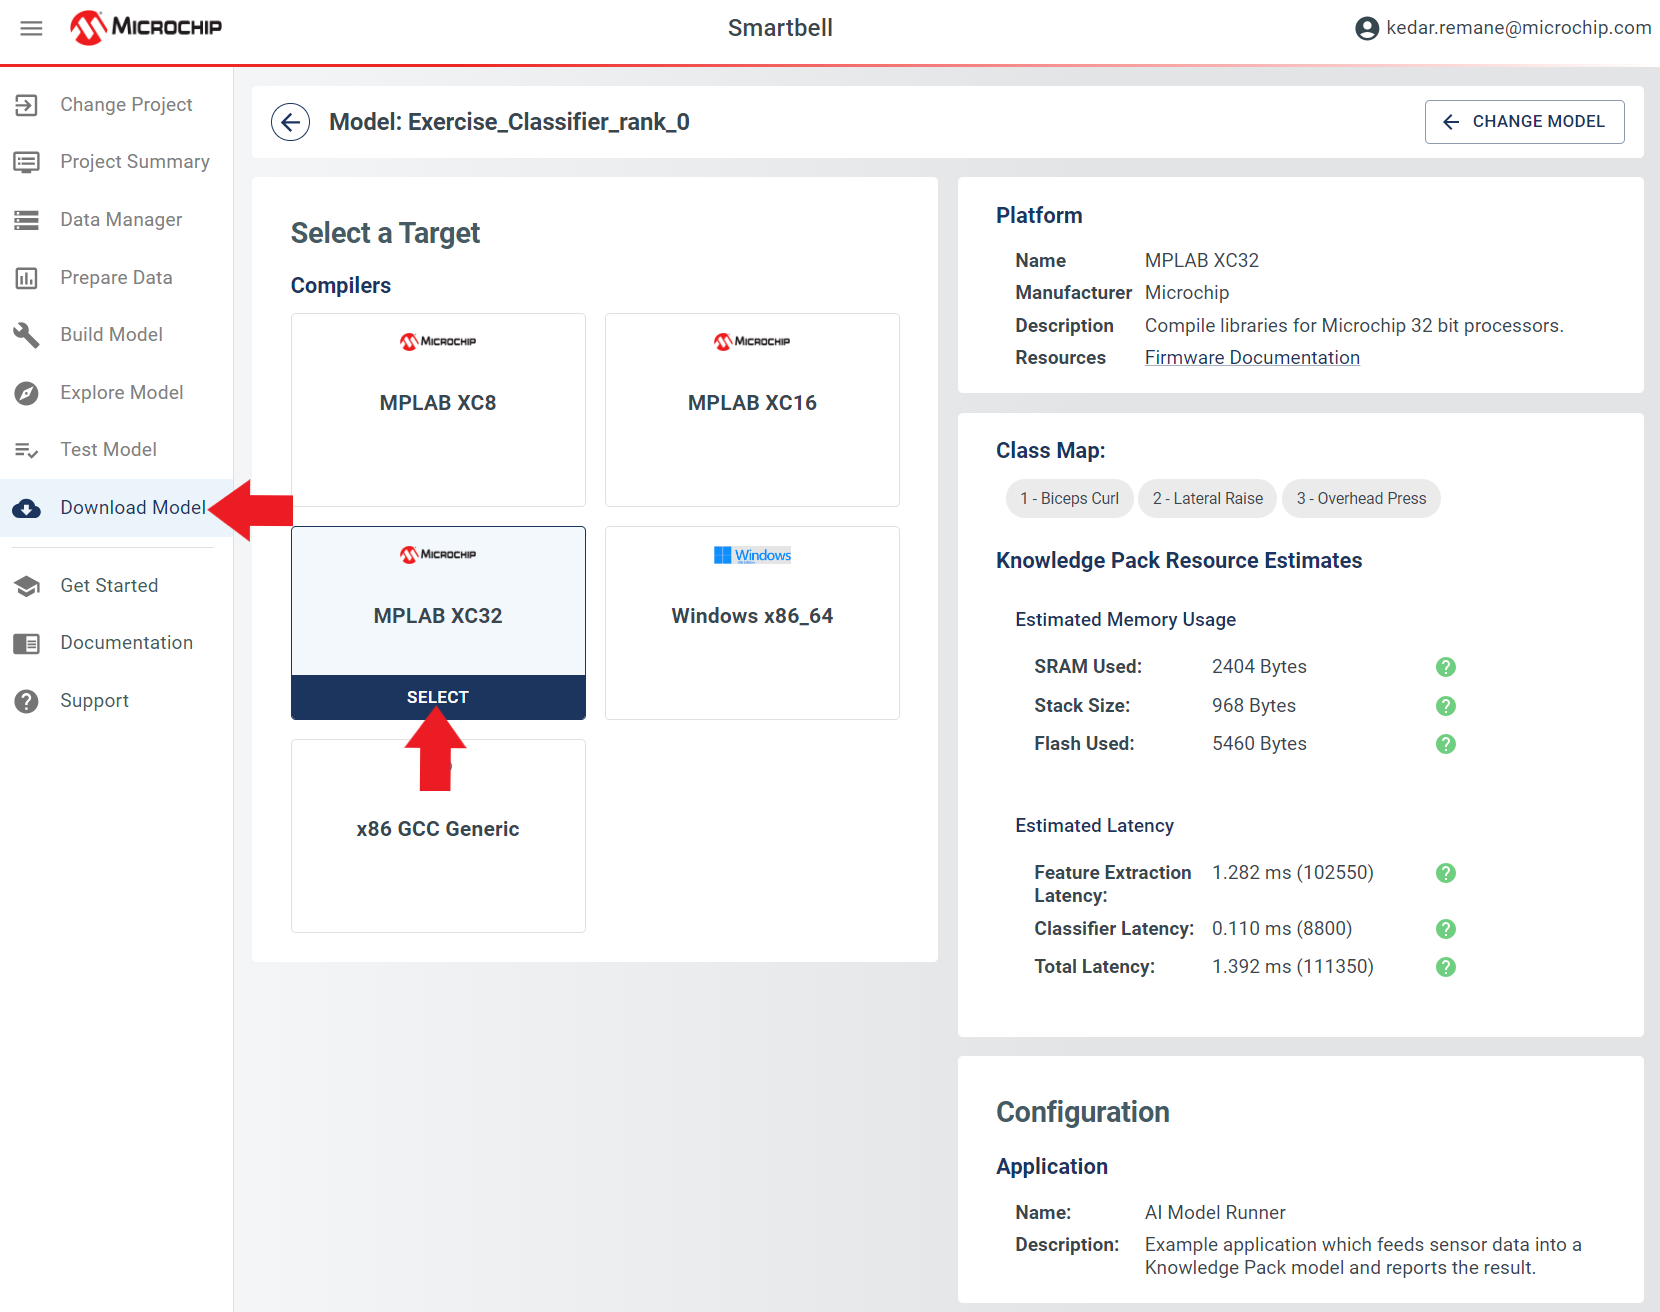 MICROCHIP
Smartbell
kedar.remane@microchip.com
Change Project
Project Summary
Data Manager
Prepare Data
Build Model
Explore Model
Test Model
Download Model
Get Started
Documentation
Support
Model: Exercise_Classifier_rank_0
CHANGE MODEL
Select a Target
Compilers
MICROCHIP
MPLAB XC8
MICROCHIP
MPLAB XC16
MICROCHIP
MPLAB XC32
SELECT
Windows
Windows x86_64
x86 GCC Generic
Platform
Name MPLAB XC32
Manufacturer Microchip
Description Compile libraries for Microchip 32 bit processors.
Resources Firmware Documentation
Class Map:
1 - Biceps Curl 2 - Lateral Raise 3 - Overhead Press
Knowledge Pack Resource Estimates
Estimated Memory Usage
SRAM Used: 2404 Bytes ?
Stack Size: 968 Bytes ?
Flash Used: 5460 Bytes ?
Estimated Latency
Feature Extraction 1.282 ms (102550) ?
Latency:
Classifier Latency: 0.110 ms (8800) ?
Total Latency: 1.392 ms (111350) ?
Configuration
Application
Name: AI Model Runner
Description: Example application which feeds sensor data into a
Knowledge Pack model and reports the result.